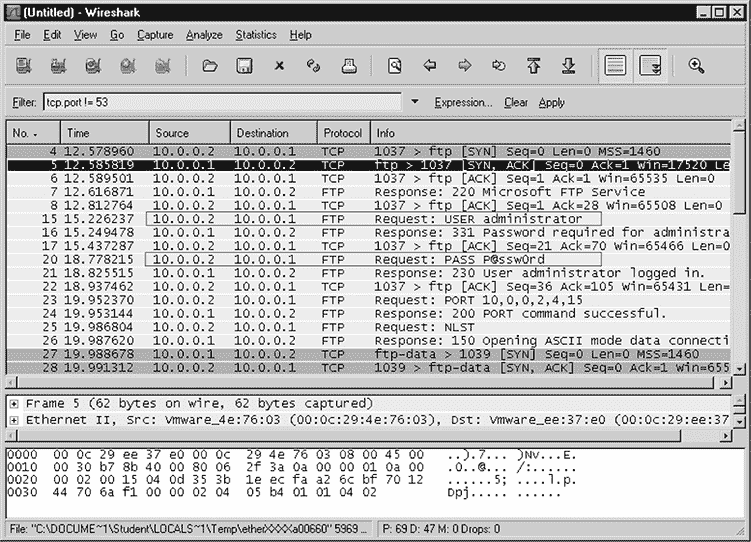 (Untitled) - Wireshark
File Edit View Go Capture Analyze Statistics Help
Filter: tcp.port != 53 Expression... Clear Apply
No. Time Source Destination Protocol Info
4 12.578960 10.0.0.2 10.0.0.1 TCP 1037 > ftp [SYN] Seq=0 Len=0 MSS=1460
5 12.585819 10.0.0.1 10.0.0.2 TCP ftp > 1037 [SYN, ACK] Seq=0 Ack=1 Win=17520 Le
6 12.589501 10.0.0.2 10.0.0.1 TCP 1037 > ftp [ACK] Seq=1 Ack=1 Win=65535 Len=0
7 12.616871 10.0.0.1 10.0.0.2 FTP Response: 220 Microsoft FTP Service
8 12.812764 10.0.0.2 10.0.0.1 TCP 1037 > ftp [ACK] Seq=1 Ack=28 Win=65508 Len=0
15 15.226237 10.0.0.2 10.0.0.1 FTP Request: USER administrator
16 15.249478 10.0.0.1 10.0.0.2 FTP Response: 331 Password required for administra
17 15.437287 10.0.0.2 10.0.0.1 TCP 1037 > ftp [ACK] Seq=21 Ack=70 Win=65466 Len=0
20 18.778215 10.0.0.2 10.0.0.1 FTP Request: PASS P@ssw0rd
21 18.825515 10.0.0.1 10.0.0.2 FTP Response: 230 User administrator logged in.
22 18.937462 10.0.0.2 10.0.0.1 TCP 1037 > ftp [ACK] Seq=36 Ack=105 Win=65431 Len=
23 19.952370 10.0.0.2 10.0.0.1 FTP Request: PORT 10,0,0,2,4,15
24 19.953144 10.0.0.1 10.0.0.2 FTP Response: 200 PORT command successful.
25 19.986804 10.0.0.2 10.0.0.1 FTP Request: NLST
26 19.987620 10.0.0.1 10.0.0.2 FTP Response: 150 Opening ASCII mode data connecti
27 19.988678 10.0.0.1 10.0.0.2 TCP ftp-data > 1039 [SYN] Seq=0 Len=0 MSS=1460
28 19.991312 10.0.0.2 10.0.0.1 TCP 1039 > ftp-data [SYN, ACK] Seq=0 Ack=1 Win=655
Frame 5 (62 bytes on wire, 62 bytes captured)
Ethernet II, Src: Vmware_4e:76:03 (00:0c:29:4e:76:03), Dst: Vmware_ee:37:e0 (00:0c:29:ee:37
0000 00 0c 29 ee 37 e0 00 0c 29 4e 76 03 08 00 45 00 ..).7... )Nv...E.
0010 00 30 b7 8b 40 00 80 06 2f 3a 0a 00 00 01 0a 00 .0..@... /:......
0020 00 02 00 15 04 0d 35 3b 1e ec fa a2 6c bf 70 12 ......5; ....l.p.
0030 44 70 6a f1 00 00 02 04 05 b4 01 01 04 02 Dpj..... ......
File: "C:\DOCUME~1\Student\LOCALS~1\Temp\etherXXXXa00660" 5969 ... P: 69 D: 47 M: 0 Drops: 0